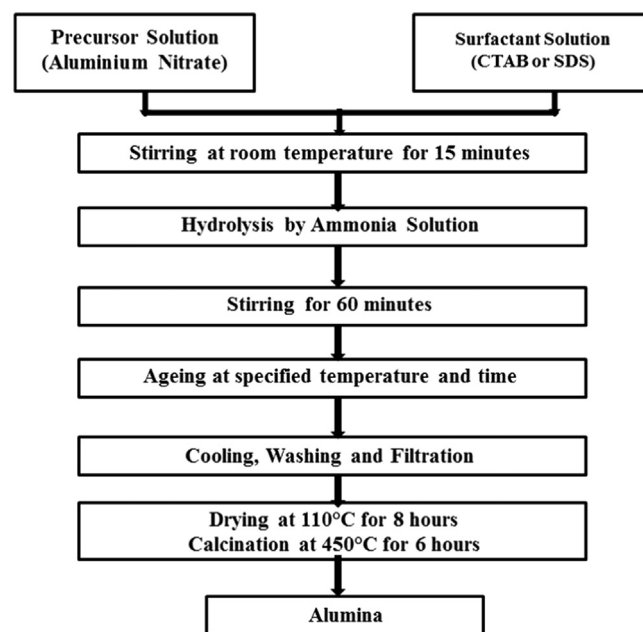 Precursor Solution
(Aluminium Nitrate)
Surfactant Solution
(CTAB or SDS)
Stirring at room temperature for 15 minutes
Hydrolysis by Ammonia Solution
Stirring for 60 minutes
Ageing at specified temperature and time
Cooling, Washing and Filtration
Drying at 110°C for 8 hours
Calcination at 450°C for 6 hours
Alumina